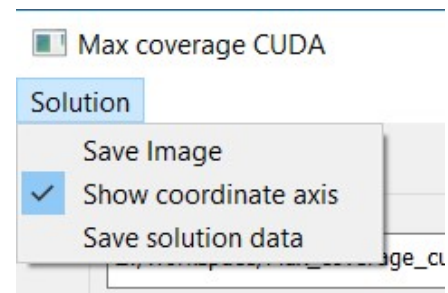 Max coverage CUDA
Solution
Save Image
Show coordinate axis
Save solution data